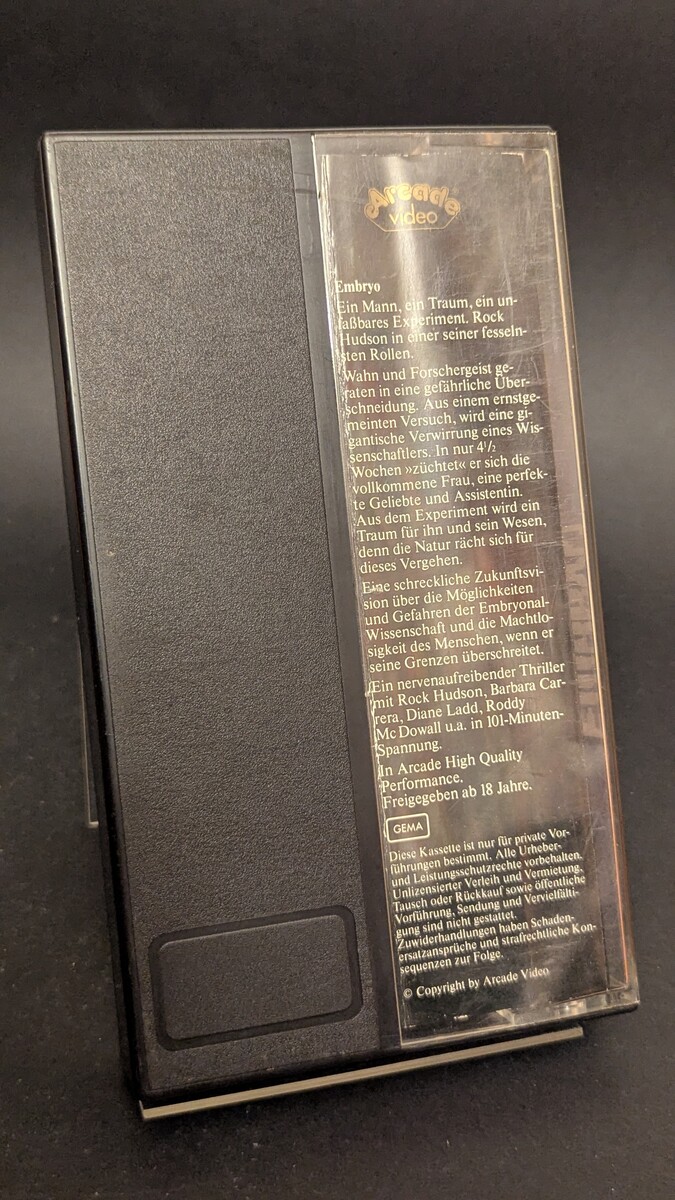 Arcade
video
Embryo
Ein Mann, ein Traum, ein un-
faßbares Experiment. Rock
Hudson in einer seiner fesseln-
sten Rollen.
Wahn und Forschergeist ge-
raten in eine gefährliche Über-
schneidung. Aus einem ernstge-
meinten Versuch, wird eine gi-
gantische Verwirrung eines Wis-
senschaftlers. In nur 4½
Wochen »züchtet« er sich die
vollkommene Frau, eine perfek-
te Geliebte und Assistentin.
Aus dem Experiment wird ein
Traum für ihn und sein Wesen,
denn die Natur rächt sich für
dieses Vergehen.
Eine schreckliche Zukunftsvi-
sion über die Möglichkeiten
und Gefahren der Embryonal-
Wissenschaft und die Machtlo-
sigkeit des Menschen, wenn er
seine Grenzen überschreitet.
Ein nervenaufreibender Thriller
mit Rock Hudson, Barbara Car-
rera, Diane Ladd, Roddy
Mc Dowall u.a. in 101-Minuten-
Spannung.
In Arcade High Quality
Performance.
Freigegeben ab 18 Jahre.
GEMA
Diese Kassette ist nur für private Vor-
führungen bestimmt. Alle Urheber-
und Leistungsschutzrechte vorbehalten.
Unlizensierter Verleih und Vermietung,
Tausch oder Rückkauf sowie öffentliche
Vorführung, Sendung und Vervielfälti-
gung sind nicht gestattet.
Zuwiderhandlungen haben Schaden-
ersatzansprüche und strafrechtliche Kon-
sequenzen zur Folge.
© Copyright by Arcade Video